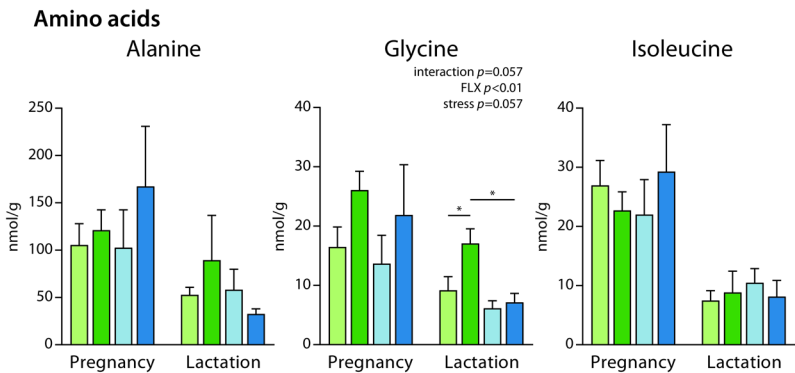 Amino acids
Alanine
nmol/g
250
200
150
100
50
0
Pregnancy
Lactation
Glycine
interaction p=0.057
FLX p<0.01
stress p=0.057
nmol/g
40
30
20
10
0
*
*
Pregnancy
Lactation
Isoleucine
nmol/g
40
30
20
10
0
Pregnancy
Lactation